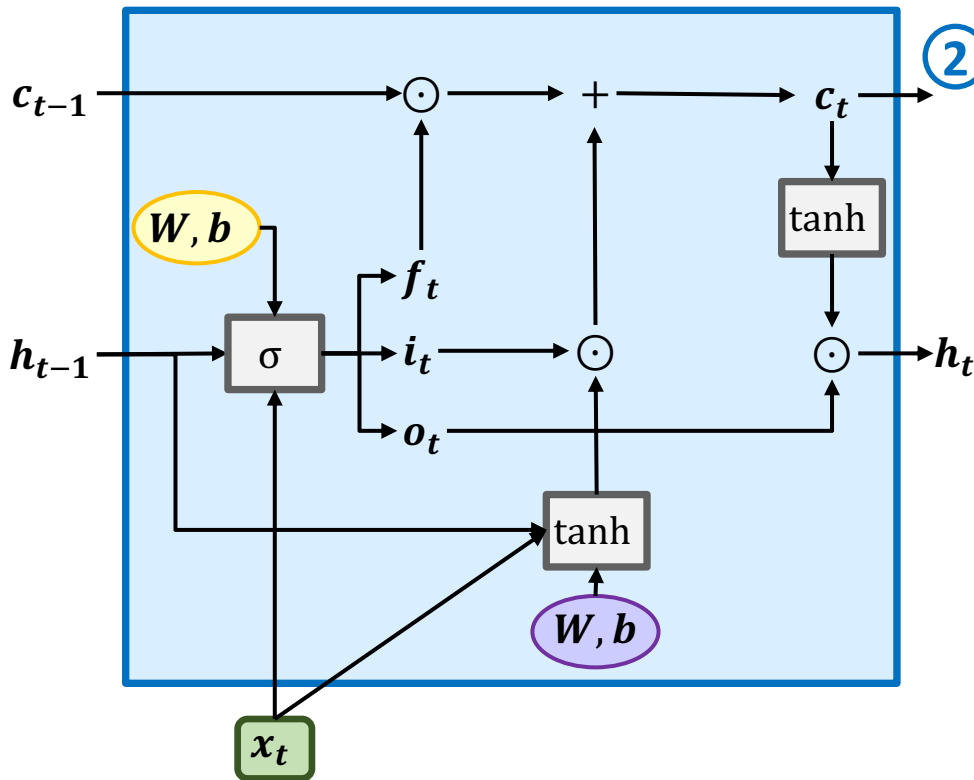 ②
c_{t−1}
⊙
+
c_t
tanh
W, b
f_t
h_{t−1}
σ
i_t
⊙
⊙
h_t
o_t
tanh
W, b
x_t